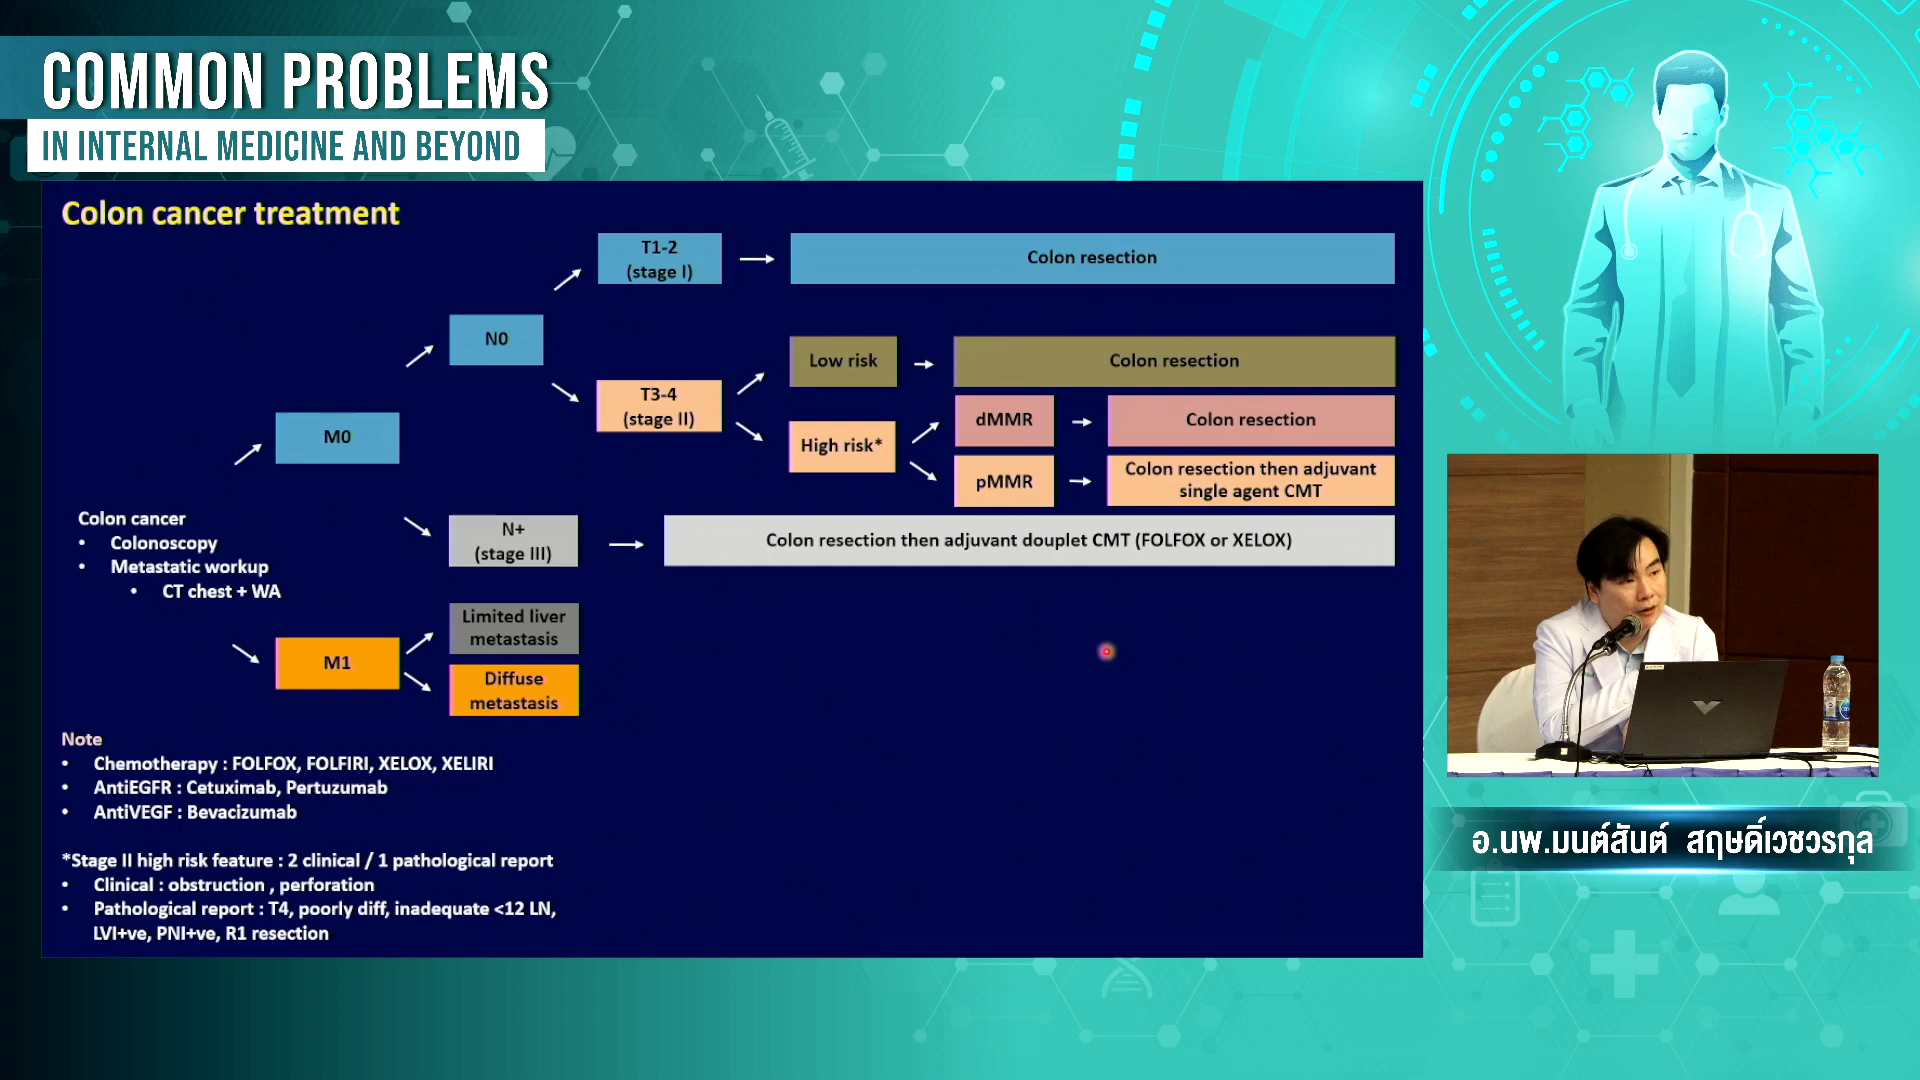 COMMON PROBLEMS
IN INTERNAL MEDICINE AND BEYOND
Colon cancer treatment
T1-2
(stage I)
Colon resection
N0
Low risk
Colon resection
T3-4
(stage II)
dMMR
Colon resection
M0
High risk*
pMMR
Colon resection then adjuvant
single agent CMT
Colon cancer
• Colonoscopy
• Metastatic workup
• CT chest + WA
N+
(stage III)
Colon resection then adjuvant douplet CMT (FOLFOX or XELOX)
Limited liver
metastasis
M1
Diffuse
metastasis
Note
• Chemotherapy : FOLFOX, FOLFIRI, XELOX, XELIRI
• AntiEGFR : Cetuximab, Pertuzumab
• AntiVEGF : Bevacizumab
*Stage II high risk feature : 2 clinical / 1 pathological report
• Clinical : obstruction , perforation
• Pathological report : T4, poorly diff, inadequate <12 LN,
LVI+ve, PNI+ve, R1 resection
อ.นพ.มนต์สันต์ สฤษดิ์เวชวรกุล